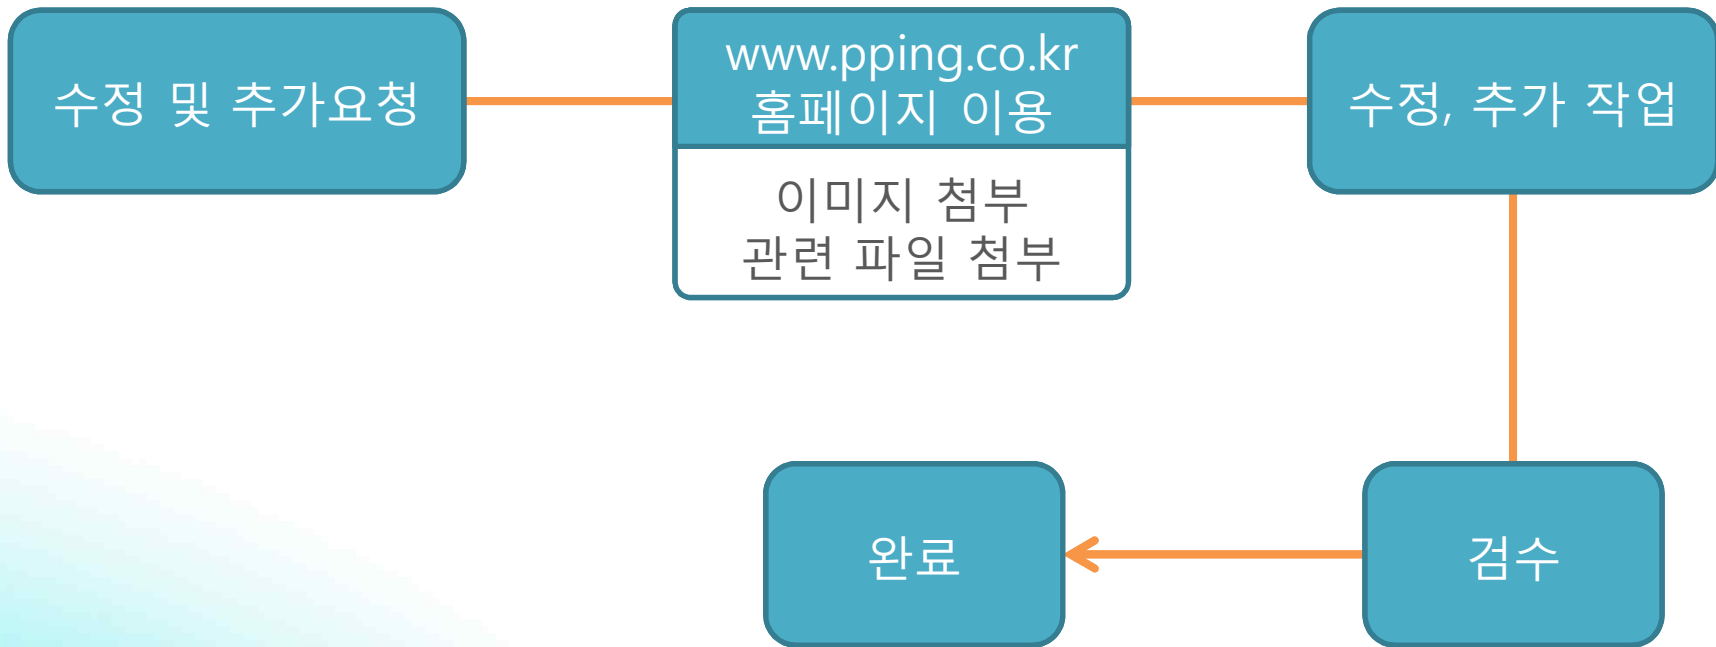 수정 및 추가요청
www.pping.co.kr
홈페이지 이용
이미지 첨부
관련 파일 첨부
수정, 추가 작업
검수
완료